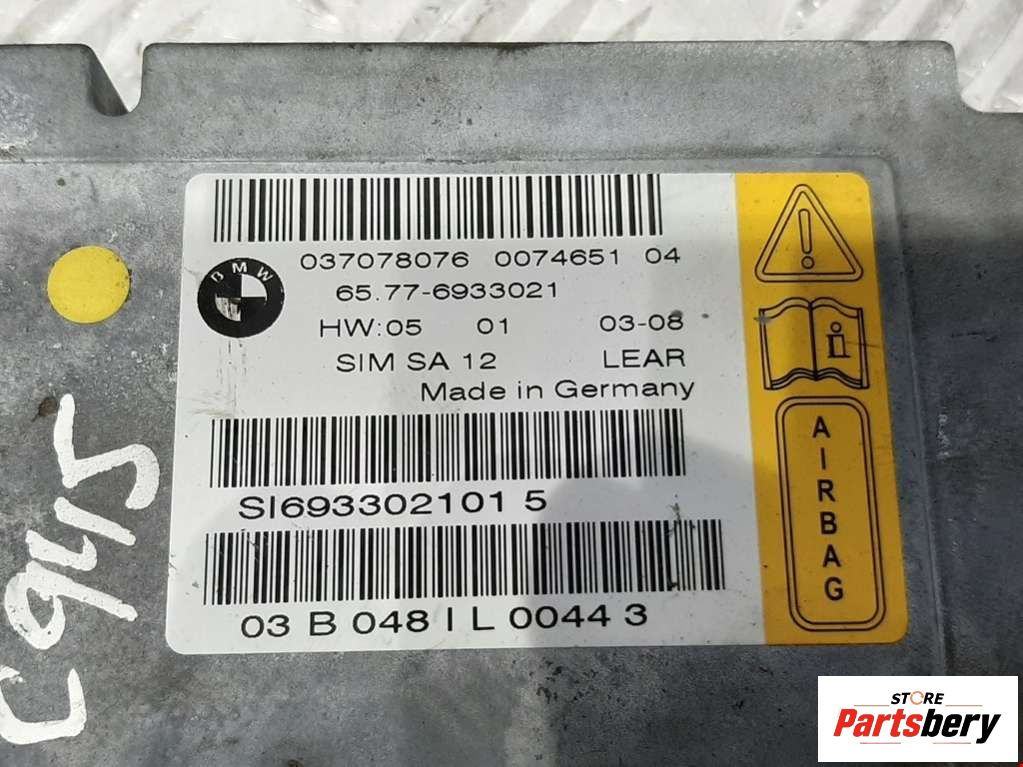 037078076 0074651 04
BMW
65.77-6933021
HW:05 01 03-08
SIM SA 12 LEAR
Made in Germany
SI693302101 5
03 B 048 I L 0044 3
AIRBAG
C945
STORE
Partsbery